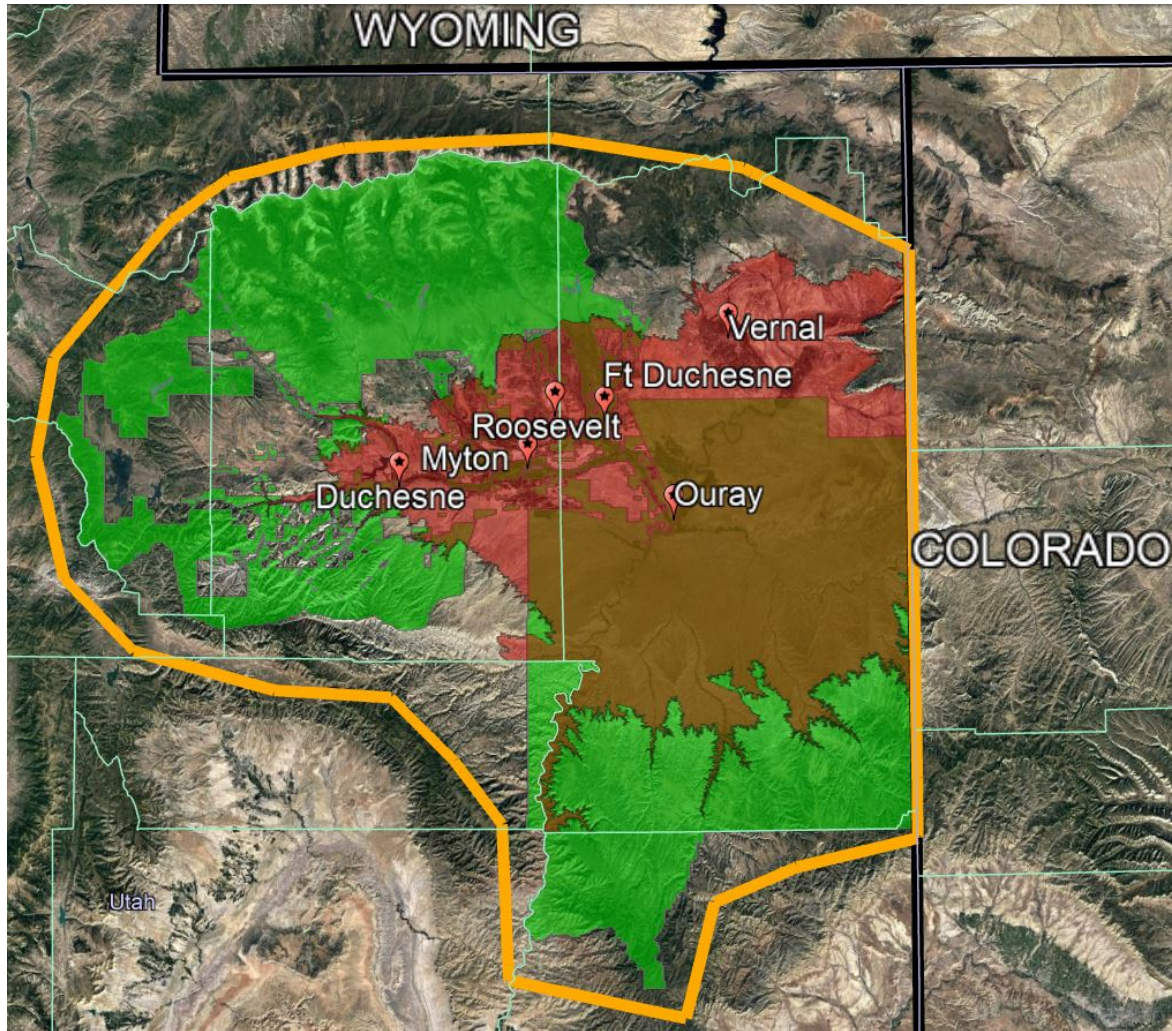 WYOMING
Vernal
Ft Duchesne
Roosevelt
Myton
Duchesne
Ouray
COLORADO
Utah